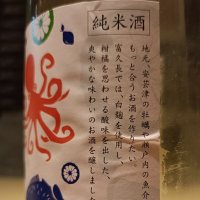 純米酒
地元、安芸津の牡蠣や瀬戸内の魚介
もっと合うお酒を作りたい。
富久長では、白麹を使用し、
柑橘を思わせる酸味を出した、
爽やかな味わいのお酒を醸しました